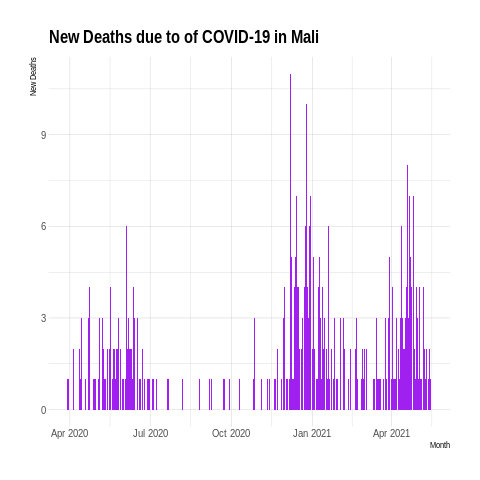 New Deaths due to of COVID-19 in Mali
New Deaths
9
6
3
0
Apr 2020 Jul 2020 Oct 2020 Jan 2021 Apr 2021
Month